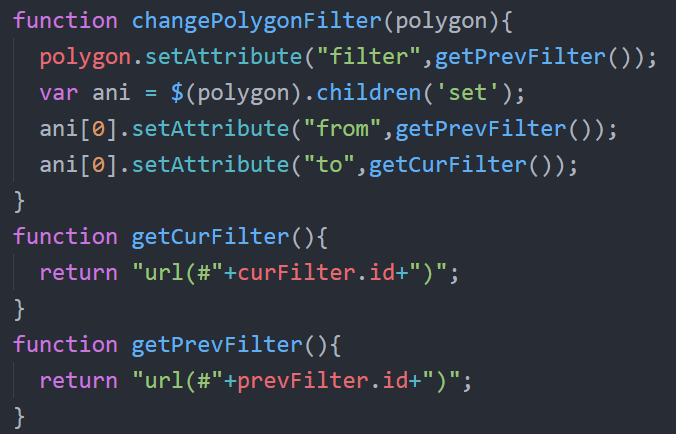 function changePolygonFilter(polygon){
  polygon.setAttribute("filter",getPrevFilter());
  var ani = $(polygon).children('set');
  ani[0].setAttribute("from",getPrevFilter());
  ani[0].setAttribute("to",getCurFilter());
}
function getCurFilter(){
  return "url(#"+curFilter.id+")";
}
function getPrevFilter(){
  return "url(#"+prevFilter.id+")";
}